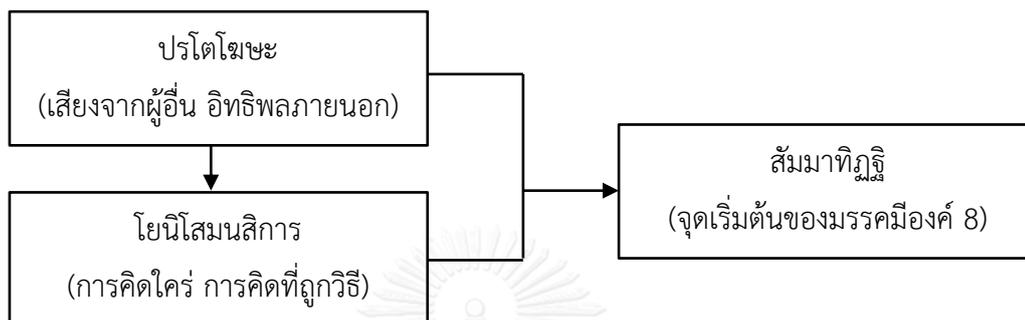 ปรโตโฆษะ
(เสียงจากผู้อื่น อิทธิพลภายนอก)
โยนิโสมนสิการ
(การคิดใคร่ การคิดที่ถูกวิธี)
สัมมาทิฏฐิ
(จุดเริ่มต้นของมรรคมีองค์ 8)